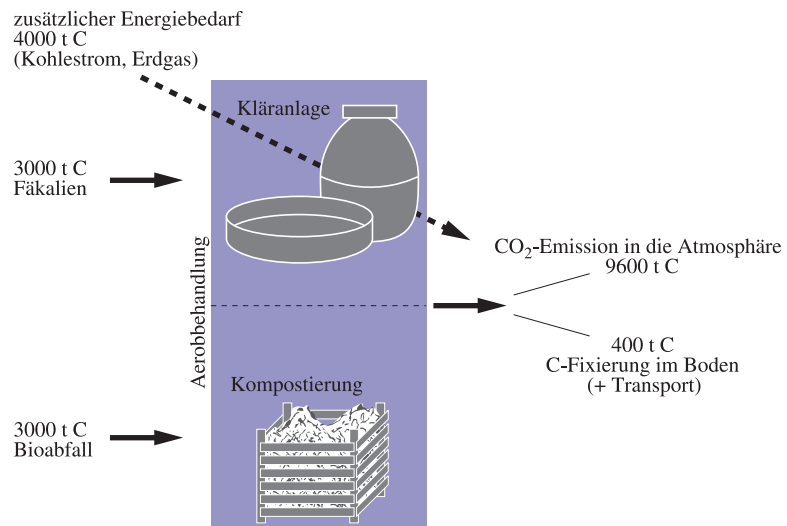 zusätzlicher Energiebedarf
4000 t C
(Kohlestrom, Erdgas)
Kläranlage
3000 t C
Fäkalien
CO₂-Emission in die Atmosphäre
9600 t C
Aerobbehandlung
400 t C
C-Fixierung im Boden
(+ Transport)
Kompostierung
3000 t C
Bioabfall